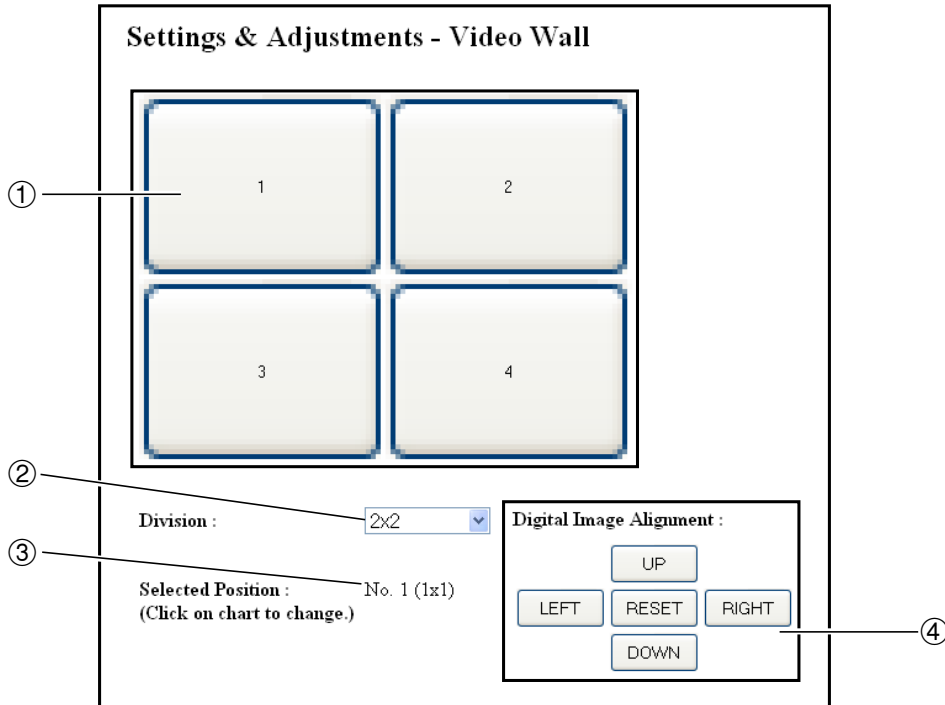 Settings & Adjustments - Video Wall
① 1 2
3 4
②
Division : 2x2
③
Selected Position : No. 1 (1x1)
(Click on chart to change.)
Digital Image Alignment :
UP
LEFT RESET RIGHT
DOWN
④